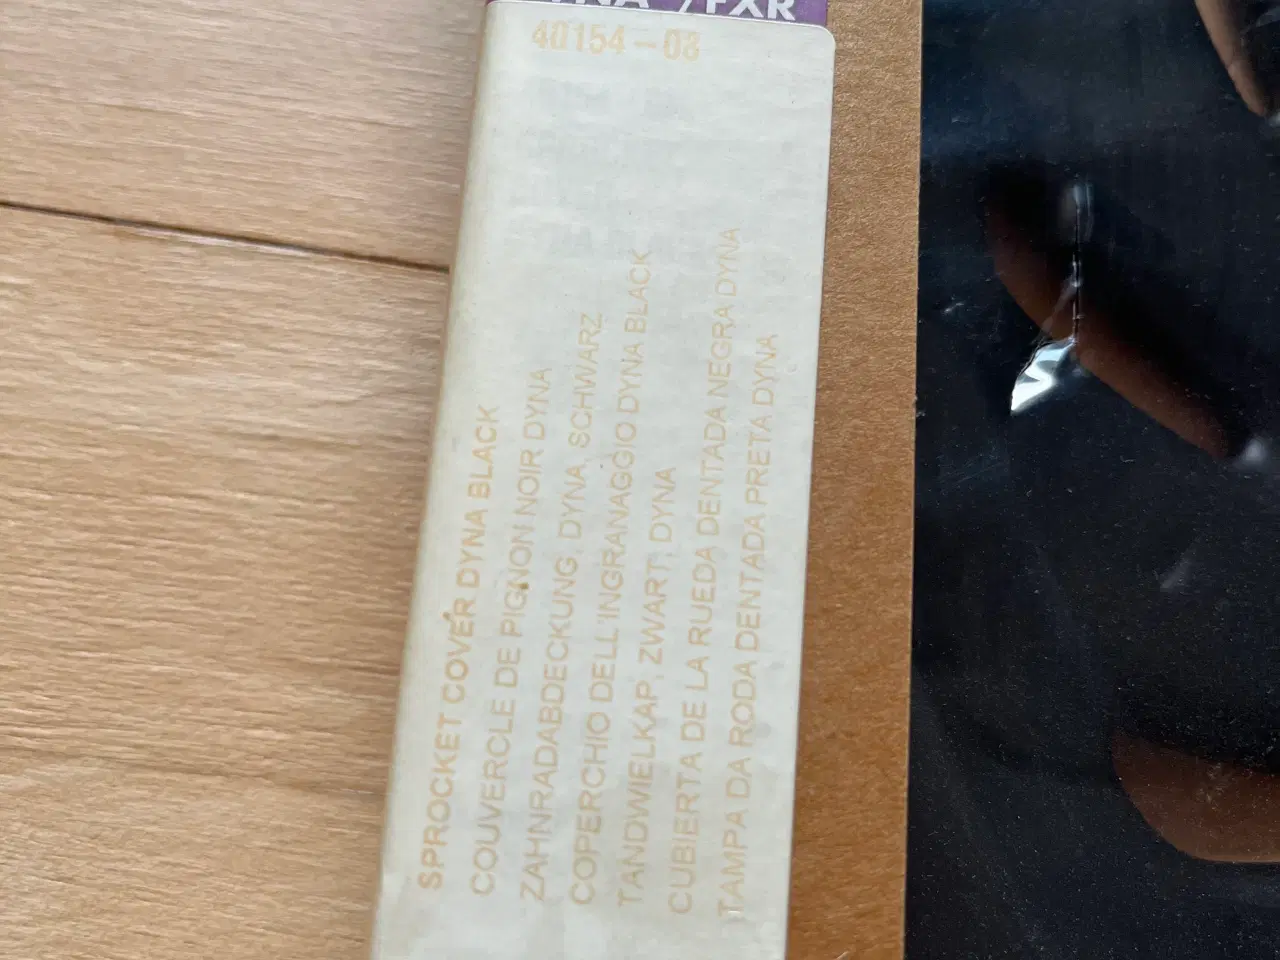 /FXR
40154-08
SPROCKET COVER DYNA BLACK
COUVERCLE DE PIGNON NOIR DYNA
ZAHNRADABDECKUNG, DYNA, SCHWARZ
COPERCHIO DELL'INGRANAGGIO DYNA BLACK
TANDWIELKAP, ZWART, DYNA
CUBIERTA DE LA RUEDA DENTADA NEGRA DYNA
TAMPA DA RODA DENTADA PRETA DYNA